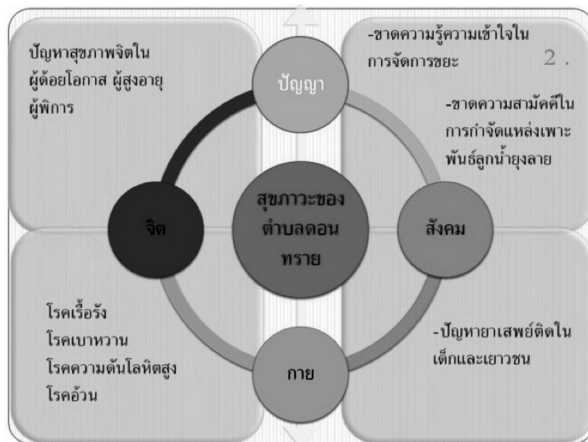 ปัญหาสุขภาพจิตใน
ผู้ด้อยโอกาส ผู้สูงอายุ
ผู้พิการ
ปัญญา
-ขาดความรู้ความเข้าใจใน
การจัดการขยะ
2 .
-ขาดความสามัคคีใน
การกำจัดแหล่งเพาะ
พันธ์ลูกน้ำยุงลาย
จิต
สุขภาวะของ
ตำบลดอน
ทราย
สังคม
โรคเรื้อรัง
โรคเบาหวาน
โรคความดันโลหิตสูง
โรคอ้วน
กาย
-ปัญหายาเสพย์ติดใน
เด็กและเยาวชน